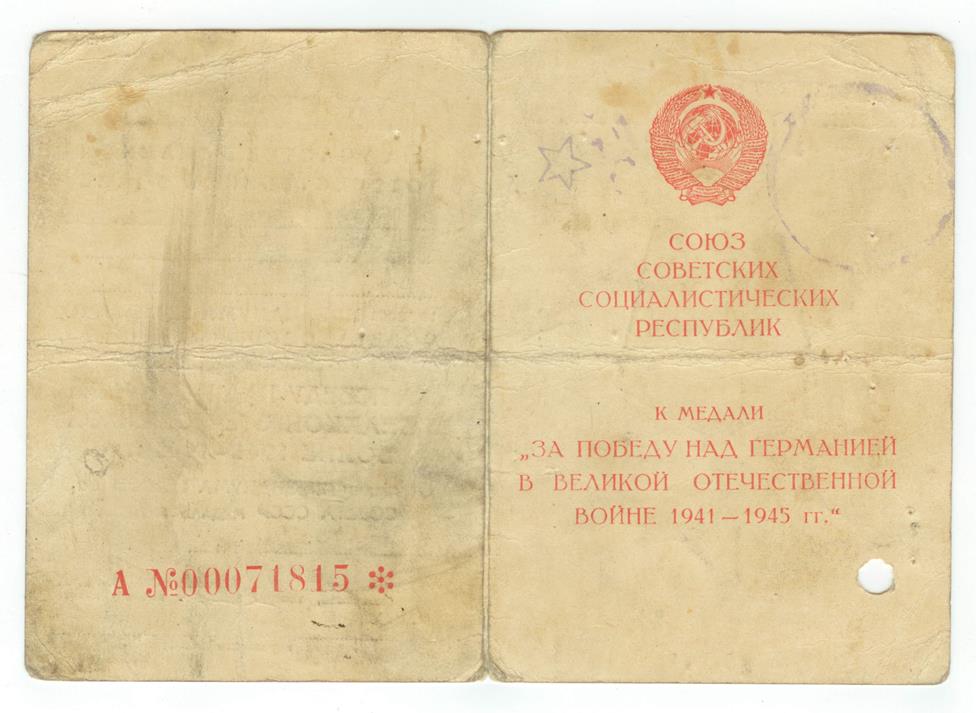 А №00071815
СОЮЗ
СОВЕТСКИХ
СОЦИАЛИСТИЧЕСКИХ
РЕСПУБЛИК
К МЕДАЛИ
„ЗА ПОБЕДУ НАД ГЕРМАНИЕЙ
В ВЕЛИКОЙ ОТЕЧЕСТВЕННОЙ
ВОЙНЕ 1941—1945 гг.“